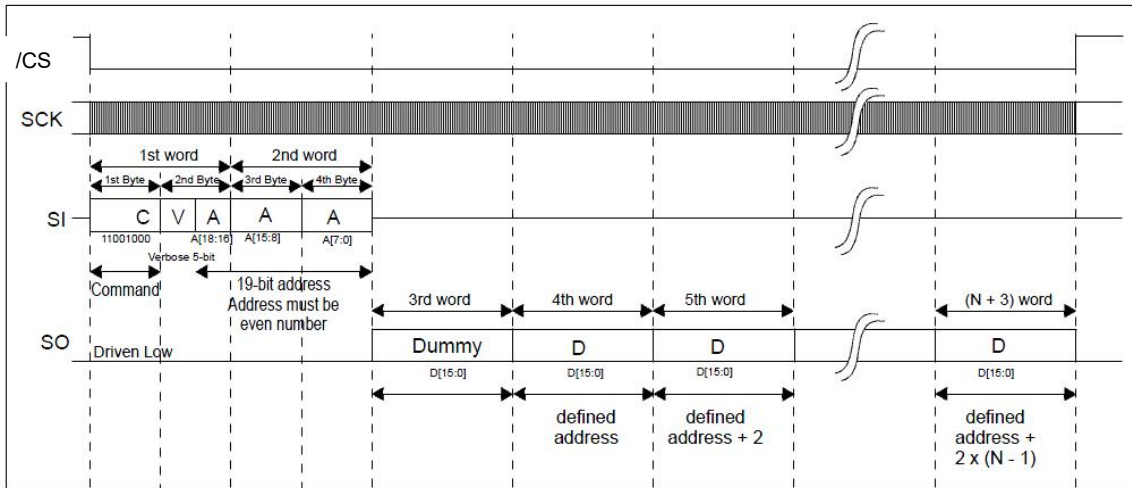 /CS
SCK
1st word 2nd word
1st Byte 2nd Byte 3rd Byte 4th Byte
SI C V A A A
11001000 A[18:16] A[15:8] A[7:0]
Verbose 5-bit
Command
19-bit address
Address must be
even number
3rd word 4th word 5th word (N + 3) word
SO Driven Low Dummy D D D
D[15:0] D[15:0] D[15:0] D[15:0]
defined
address
defined
address + 2
defined
address +
2 x (N - 1)